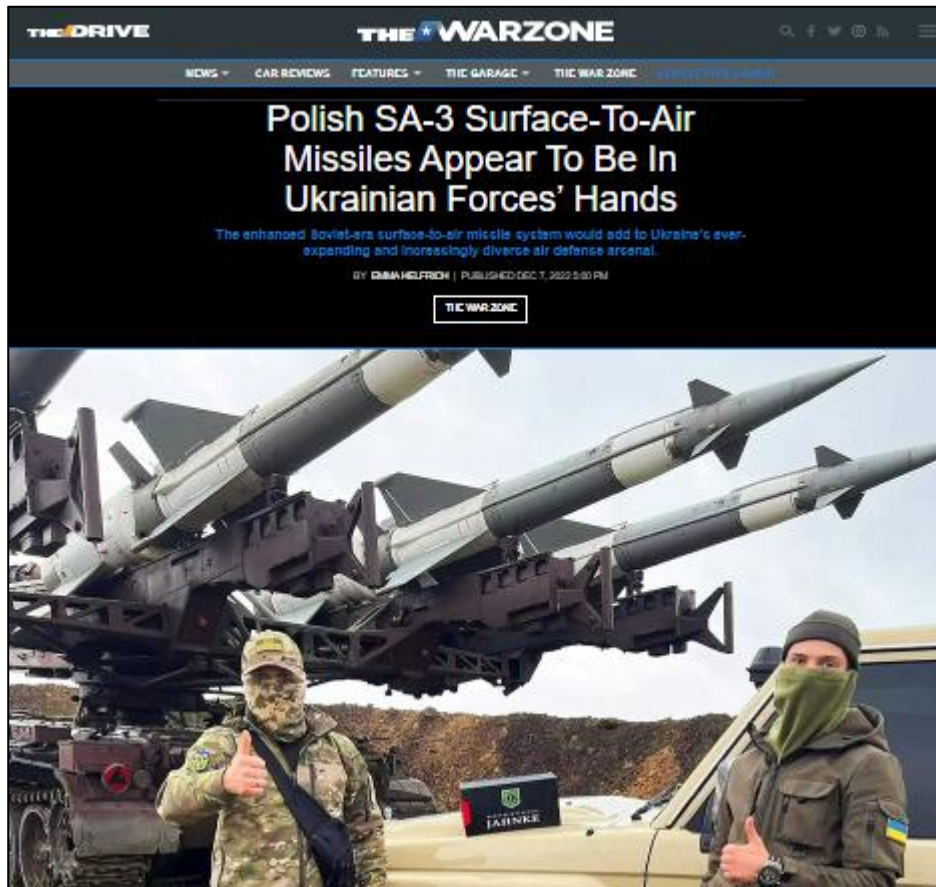 THE DRIVE
THE WARZONE
NEWS CAR REVIEWS FEATURES THE GARAGE THE WAR ZONE
Polish SA-3 Surface-To-Air
Missiles Appear To Be In
Ukrainian Forces' Hands
The enhanced Soviet-era surface-to-air missile system would add to Ukraine's ever-
expanding and increasingly diverse air defense arsenal.
BY EMMA HELFRICH | PUBLISHED DEC 7, 2022 5:00 PM
THE WAR ZONE
JASINKE